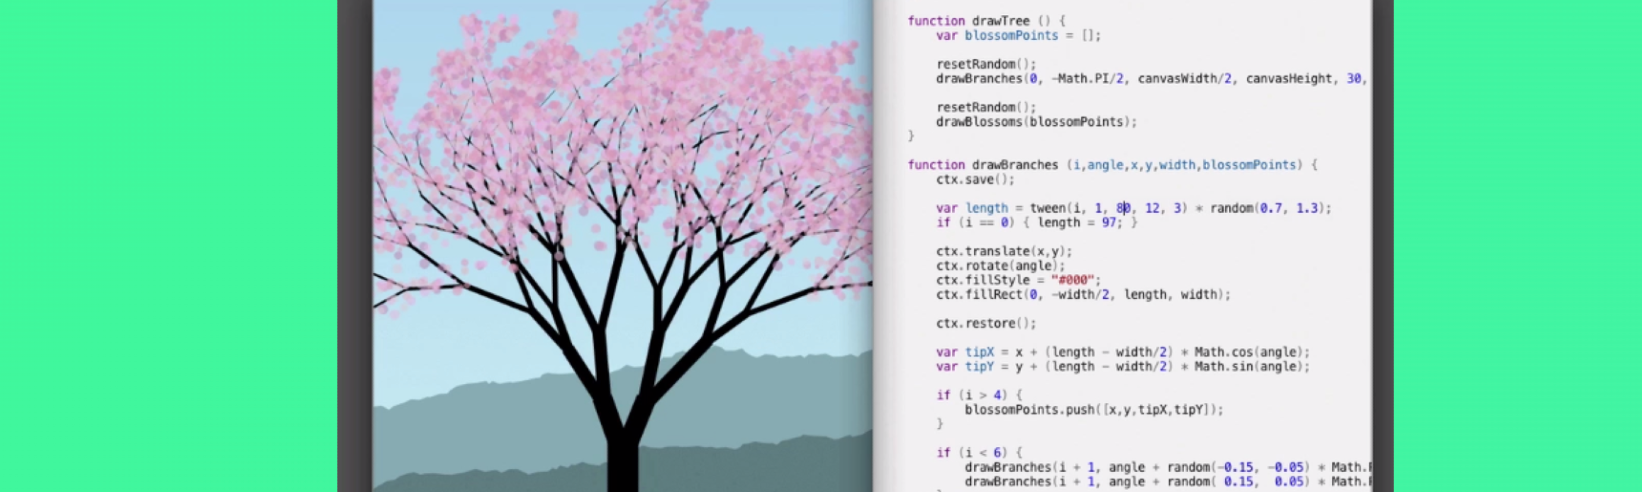 function drawTree () {
var blossomPoints = [];
resetRandom();
drawBranches(0, -Math.PI/2, canvasWidth/2, canvasHeight, 30,
resetRandom();
drawBlossoms(blossomPoints);
}
function drawBranches (i,angle,x,y,width,blossomPoints) {
ctx.save();
var length = tween(i, 1, 80, 12, 3) * random(0.7, 1.3);
if (i == 0) { length = 97; }
ctx.translate(x,y);
ctx.rotate(angle);
ctx.fillStyle = "#000";
ctx.fillRect(0, -width/2, length, width);
ctx.restore();
var tipX = x + (length - width/2) * Math.cos(angle);
var tipY = y + (length - width/2) * Math.sin(angle);
if (i > 4) {
blossomPoints.push([x,y,tipX,tipY]);
}
if (i < 6) {
drawBranches(i + 1, angle + random(-0.15, -0.05) * Math.
drawBranches(i + 1, angle + random( 0.15,  0.05) * Math.